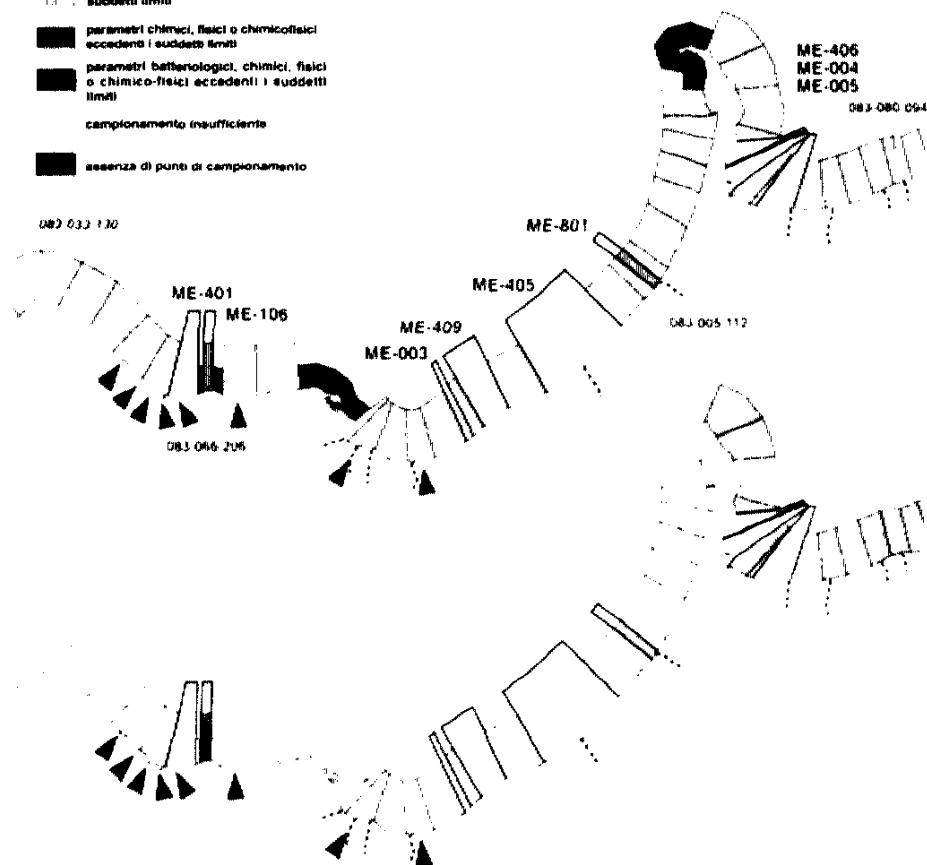 suddetti limiti
parametri chimici, fisici o chimicofisici
eccedenti i suddetti limiti
parametri batteriologici, chimici, fisici
o chimico-fisici eccedenti i suddetti
limiti
campionamento insufficiente
assenza di punti di campionamento
ME-406
ME-004
ME-005
083-080-094
083-033-130
ME-801
ME-401
ME-405
ME-106
083-005-112
ME-409
ME-003
083-066-206